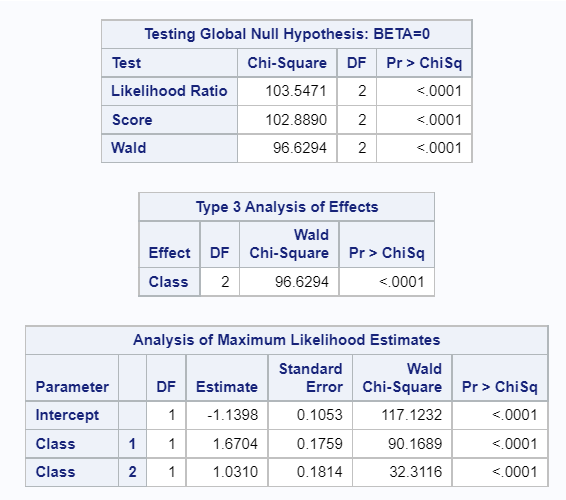 Testing Global Null Hypothesis: BETA=0
Test Chi-Square DF Pr > ChiSq
Likelihood Ratio 103.5471 2 <.0001
Score 102.8890 2 <.0001
Wald 96.6294 2 <.0001
Type 3 Analysis of Effects
Effect DF Wald Chi-Square Pr > ChiSq
Class 2 96.6294 <.0001
Analysis of Maximum Likelihood Estimates
Parameter DF Estimate Standard Error Wald Chi-Square Pr > ChiSq
Intercept 1 -1.1398 0.1053 117.1232 <.0001
Class 1 1 1.6704 0.1759 90.1689 <.0001
Class 2 1 1.0310 0.1814 32.3116 <.0001